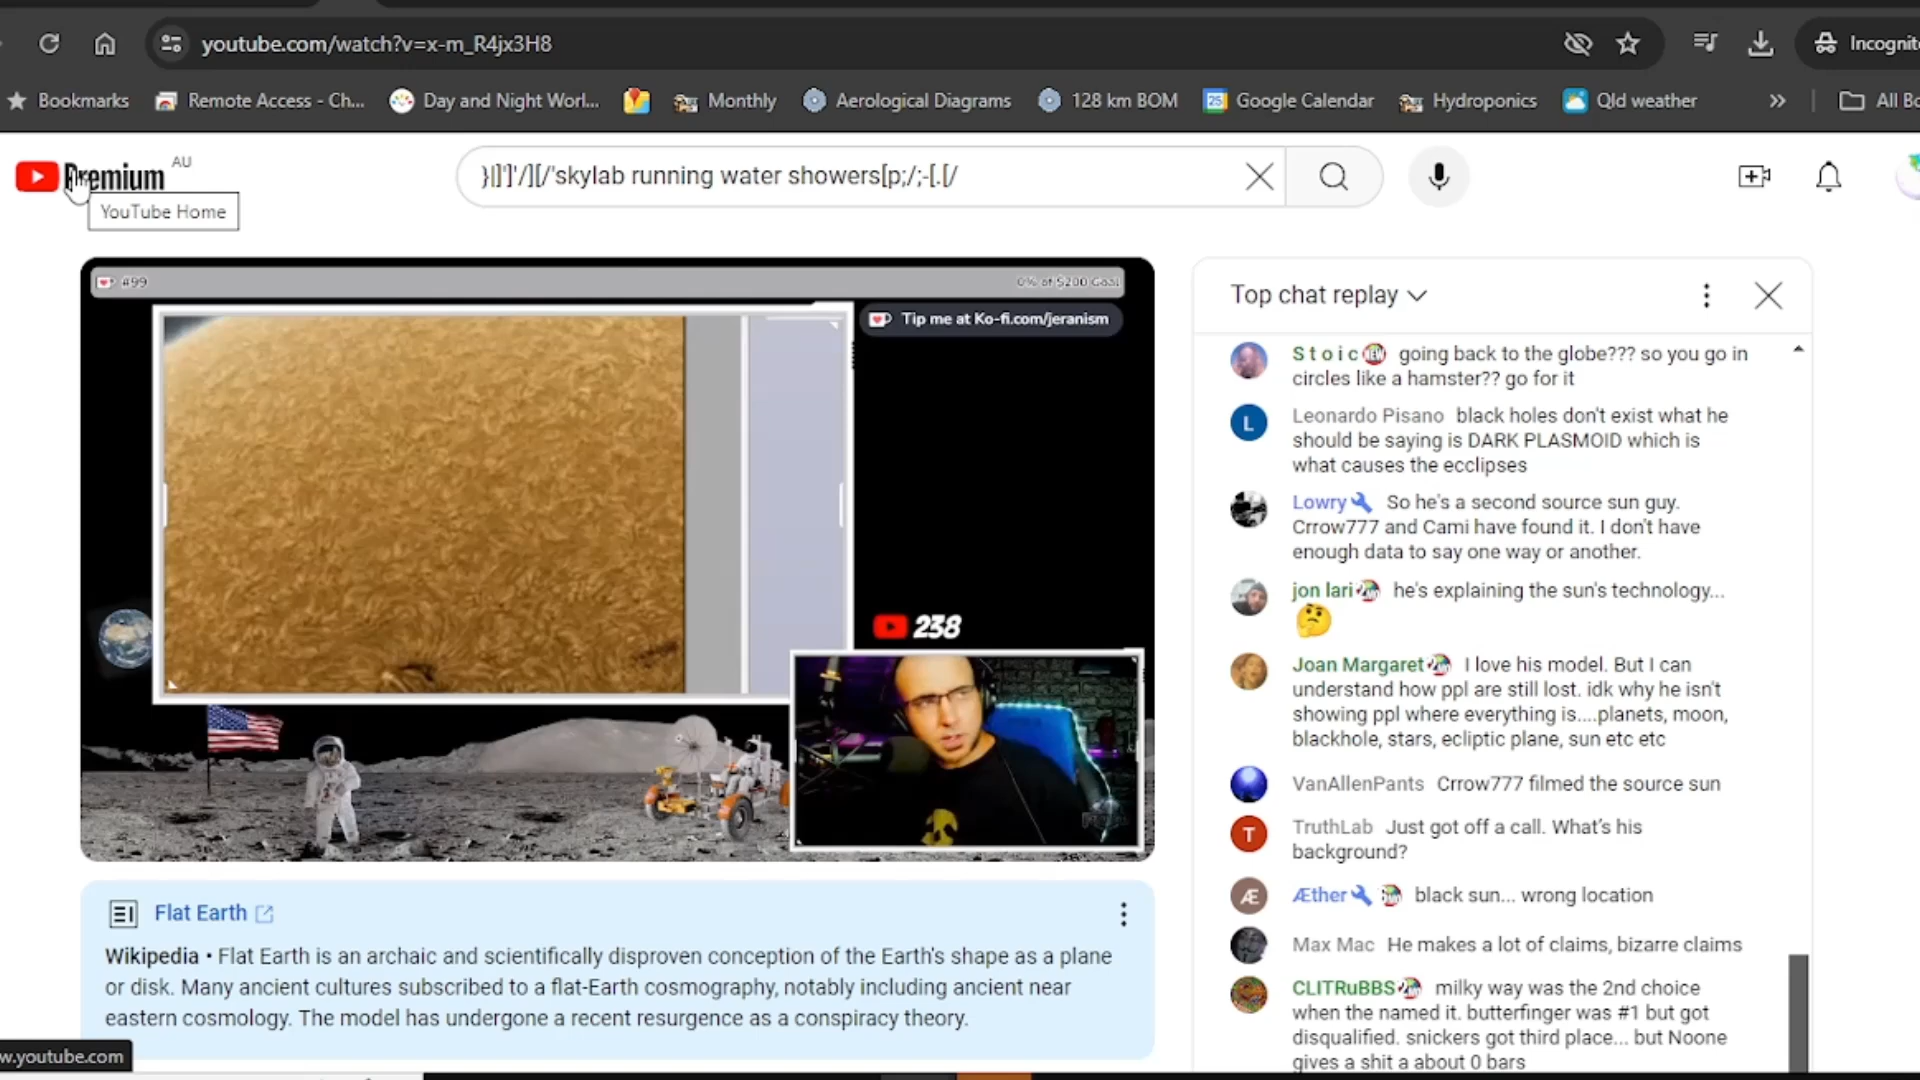 youtube.com/watch?v=x-m_R4jx3H8
Incognit
Bookmarks
Remote Access - Ch...
Day and Night Worl...
Monthly
Aerological Diagrams
128 km BOM
Google Calendar
Hydroponics
Qld weather
All Bo
Premium
AU
YouTube Home
}|]']'/][/'skylab running water showers[p;/;-[.[/
#99
0% of $200 Goal
Tip me at Ko-fi.com/jeranism
238
Flat Earth
Wikipedia • Flat Earth is an archaic and scientifically disproven conception of the Earth's shape as a plane
or disk. Many ancient cultures subscribed to a flat-Earth cosmography, notably including ancient near
eastern cosmology. The model has undergone a recent resurgence as a conspiracy theory.
w.youtube.com
Top chat replay
S t o i c going back to the globe??? so you go in
circles like a hamster?? go for it
L
Leonardo Pisano black holes don't exist what he
should be saying is DARK PLASMOID which is
what causes the ecclipses
Lowry So he's a second source sun guy.
Crrow777 and Cami have found it. I don't have
enough data to say one way or another.
jon lari he's explaining the sun's technology...
Joan Margaret I love his model. But I can
understand how ppl are still lost. idk why he isn't
showing ppl where everything is....planets, moon,
blackhole, stars, ecliptic plane, sun etc etc
VanAllenPants Crrow777 filmed the source sun
T
TruthLab Just got off a call. What's his
background?
Æ
Æther black sun... wrong location
Max Mac He makes a lot of claims, bizarre claims
CLITRuBBS milky way was the 2nd choice
when the named it. butterfinger was #1 but got
disqualified. snickers got third place... but Noone
gives a shit a about 0 bars